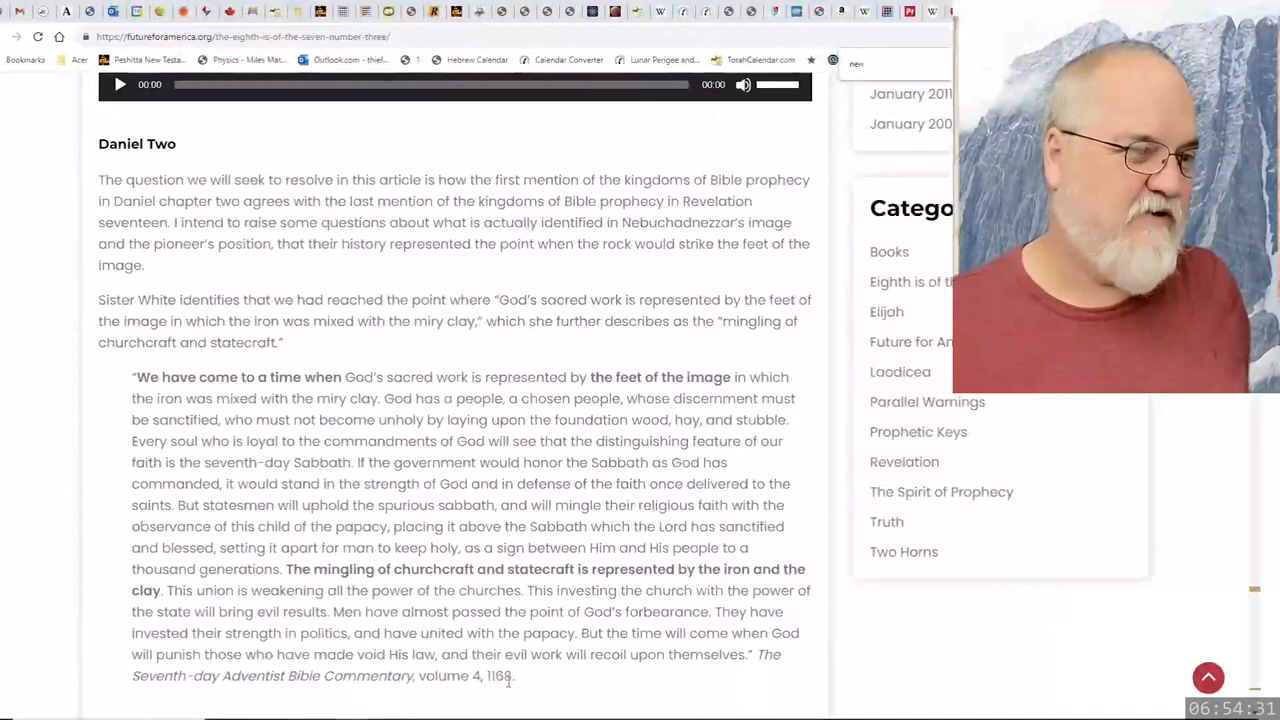 https://futureforamerica.org/the-eighth-is-of-the-seven-number-three/
Bookmarks Acer Peshitta New Testa... Physics - Miles Mat... Outlook.com - thief... 1 Hebrew Calendar Calendar Converter Lunar Perigee and... TorahCalendar.com
new
00:00 00:00
January 2011
January 200
Daniel Two
The question we will seek to resolve in this article is how the first mention of the kingdoms of Bible prophecy
in Daniel chapter two agrees with the last mention of the kingdoms of Bible prophecy in Revelation
seventeen. I intend to raise some questions about what is actually identified in Nebuchadnezzar's image
and the pioneer's position, that their history represented the point when the rock would strike the feet of the
image.
Sister White identifies that we had reached the point where “God's sacred work is represented by the feet of
the image in which the iron was mixed with the miry clay,” which she further describes as the “mingling of
churchcraft and statecraft.”
“We have come to a time when God's sacred work is represented by the feet of the image in which
the iron was mixed with the miry clay. God has a people, a chosen people, whose discernment must
be sanctified, who must not become unholy by laying upon the foundation wood, hay, and stubble.
Every soul who is loyal to the commandments of God will see that the distinguishing feature of our
faith is the seventh-day Sabbath. If the government would honor the Sabbath as God has
commanded, it would stand in the strength of God and in defense of the faith once delivered to the
saints. But statesmen will uphold the spurious sabbath, and will mingle their religious faith with the
observance of this child of the papacy, placing it above the Sabbath which the Lord has sanctified
and blessed, setting it apart for man to keep holy, as a sign between Him and His people to a
thousand generations. The mingling of churchcraft and statecraft is represented by the iron and the
clay. This union is weakening all the power of the churches. This investing the church with the power of
the state will bring evil results. Men have almost passed the point of God's forbearance. They have
invested their strength in politics, and have united with the papacy. But the time will come when God
will punish those who have made void His law, and their evil work will recoil upon themselves.” The
Seventh-day Adventist Bible Commentary, volume 4, 1168.
Catego
Books
Eighth is of th
Elijah
Future for Am
Laodicea
Parallel Warnings
Prophetic Keys
Revelation
The Spirit of Prophecy
Truth
Two Horns
06:54:31